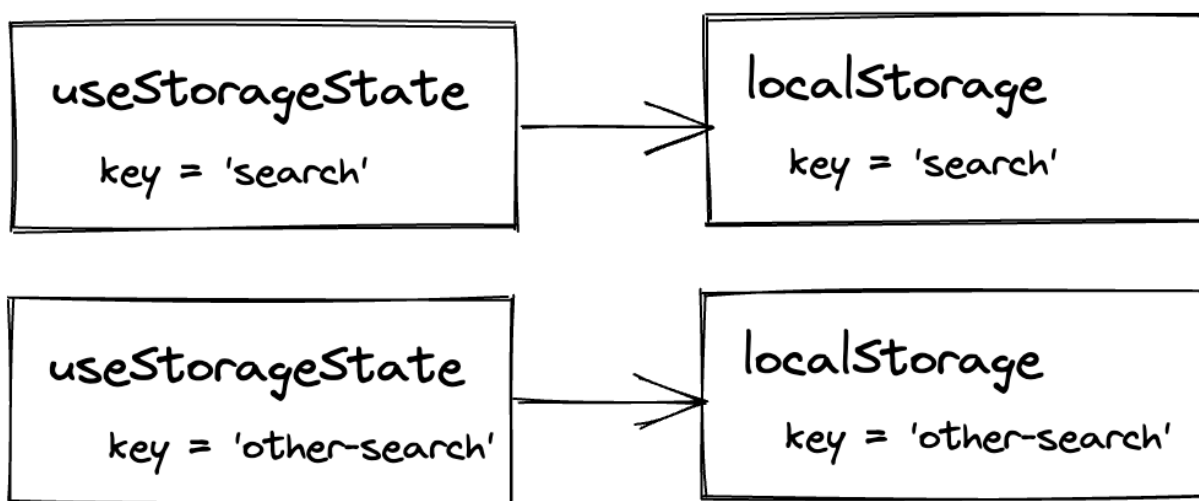 useStorageState
key = 'search'
localStorage
key = 'search'
useStorageState
key = 'other-search'
localStorage
key = 'other-search'